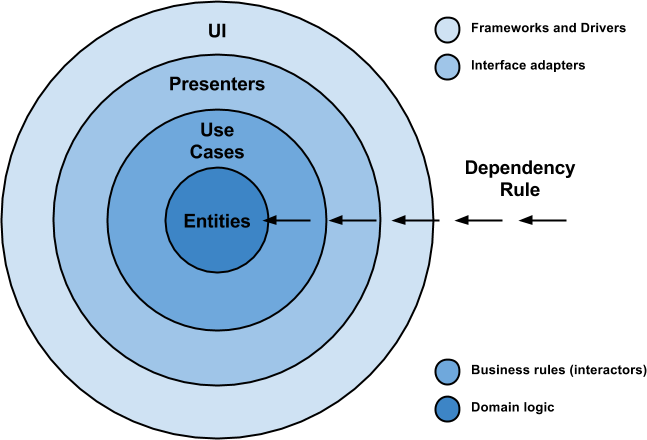 UI
Presenters
Use
Cases
Entities
Frameworks and Drivers
Interface adapters
Dependency
Rule
Business rules (interactors)
Domain logic